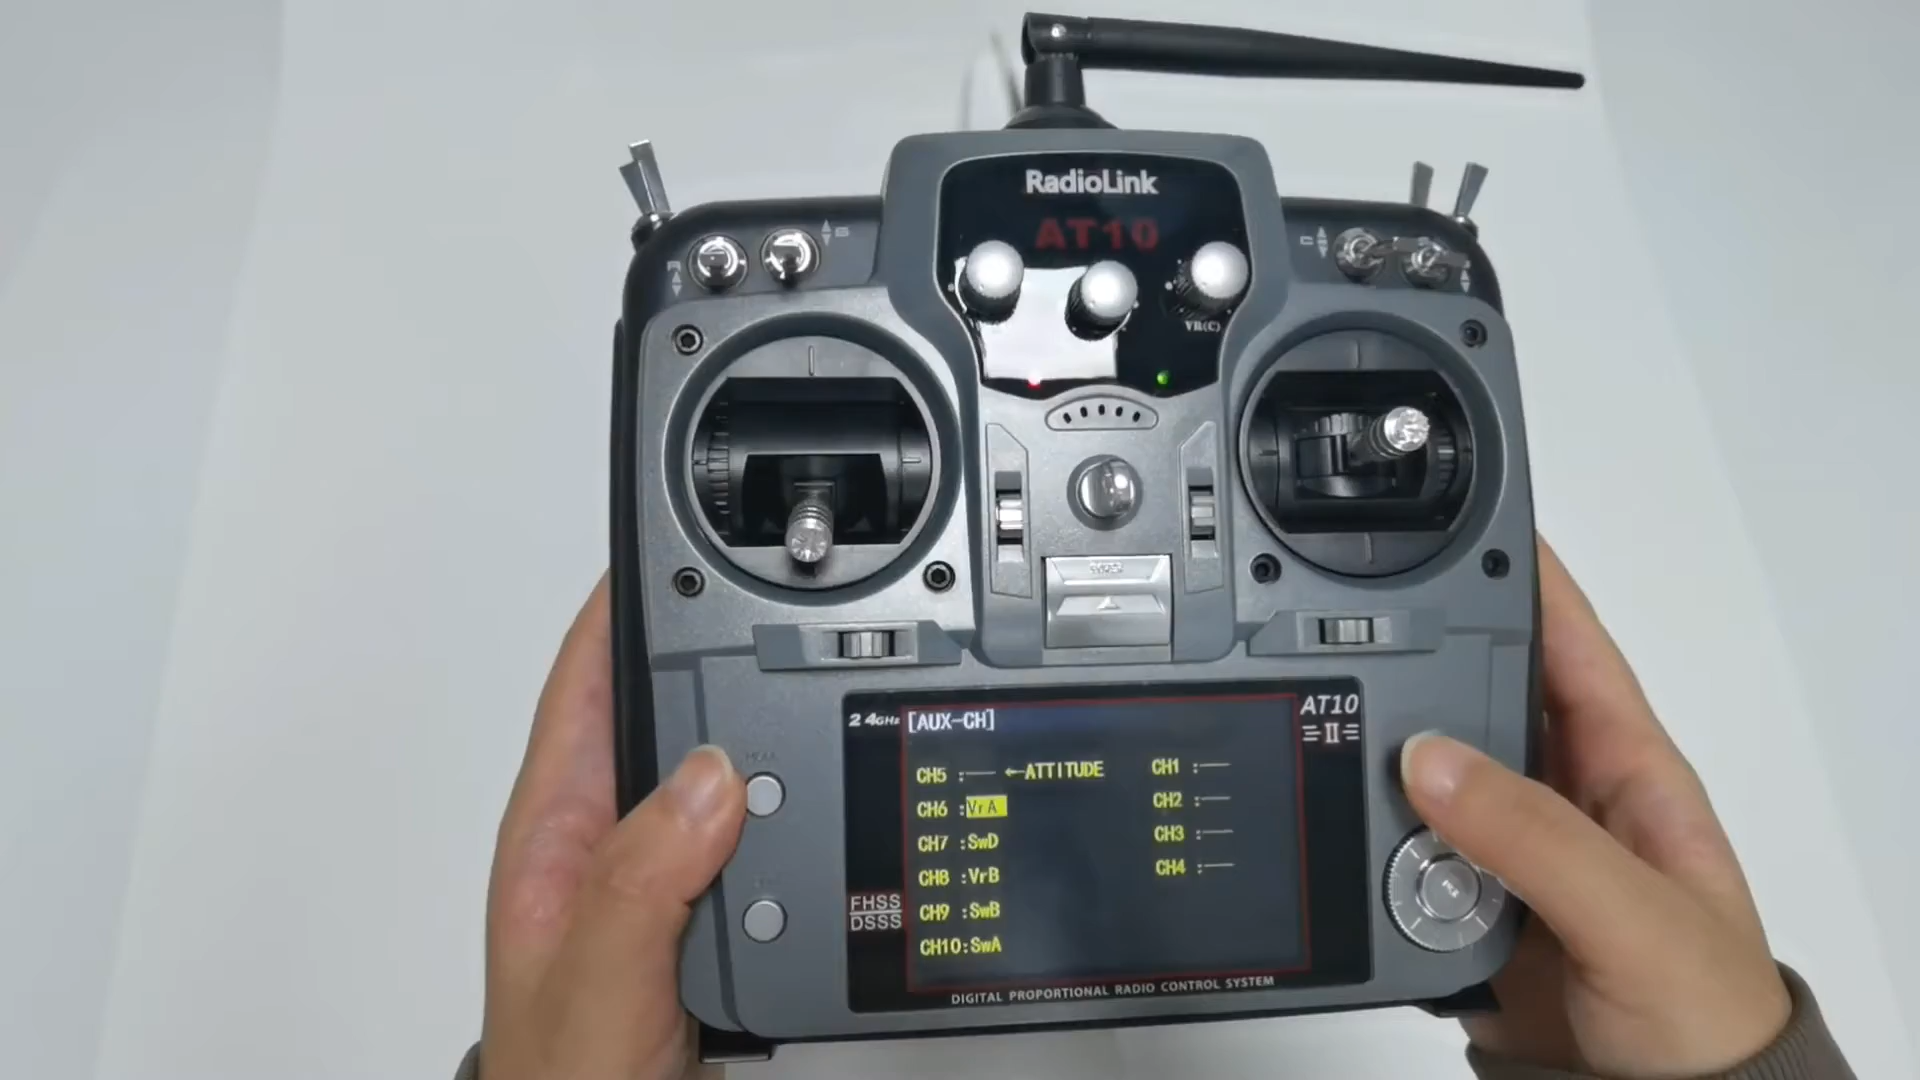 RadioLink
AT10
B
C
VR(C)
2.4GHz
AT10
II
[AUX-CH]
CH5 :— ←ATTITUDE
CH6 :VrA
CH7 :SwD
CH8 :VrB
CH9 :SwB
CH10:SwA
CH1 :—
CH2 :—
CH3 :—
CH4 :—
FHSS
DSSS
DIGITAL PROPORTIONAL RADIO CONTROL SYSTEM